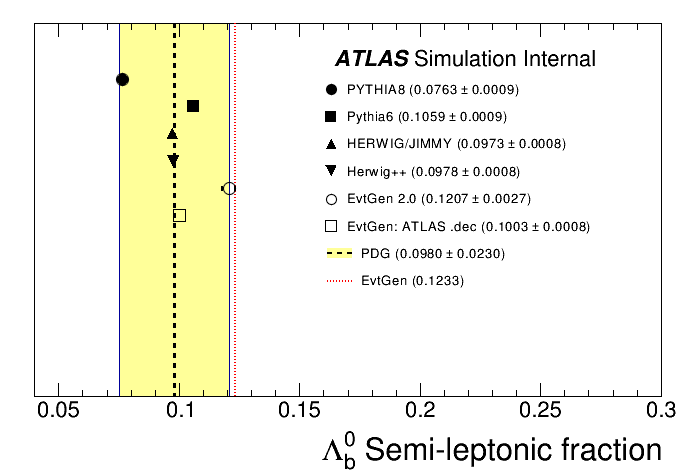 ATLAS Simulation Internal
PYTHIA8 (0.0763 ± 0.0009)
Pythia6 (0.1059 ± 0.0009)
HERWIG/JIMMY (0.0973 ± 0.0008)
Herwig++ (0.0978 ± 0.0008)
EvtGen 2.0 (0.1207 ± 0.0027)
EvtGen: ATLAS .dec (0.1003 ± 0.0008)
PDG (0.0980 ± 0.0230)
EvtGen (0.1233)
0.05 0.1 0.15 0.2 0.25 0.3
Λ⁰b Semi-leptonic fraction